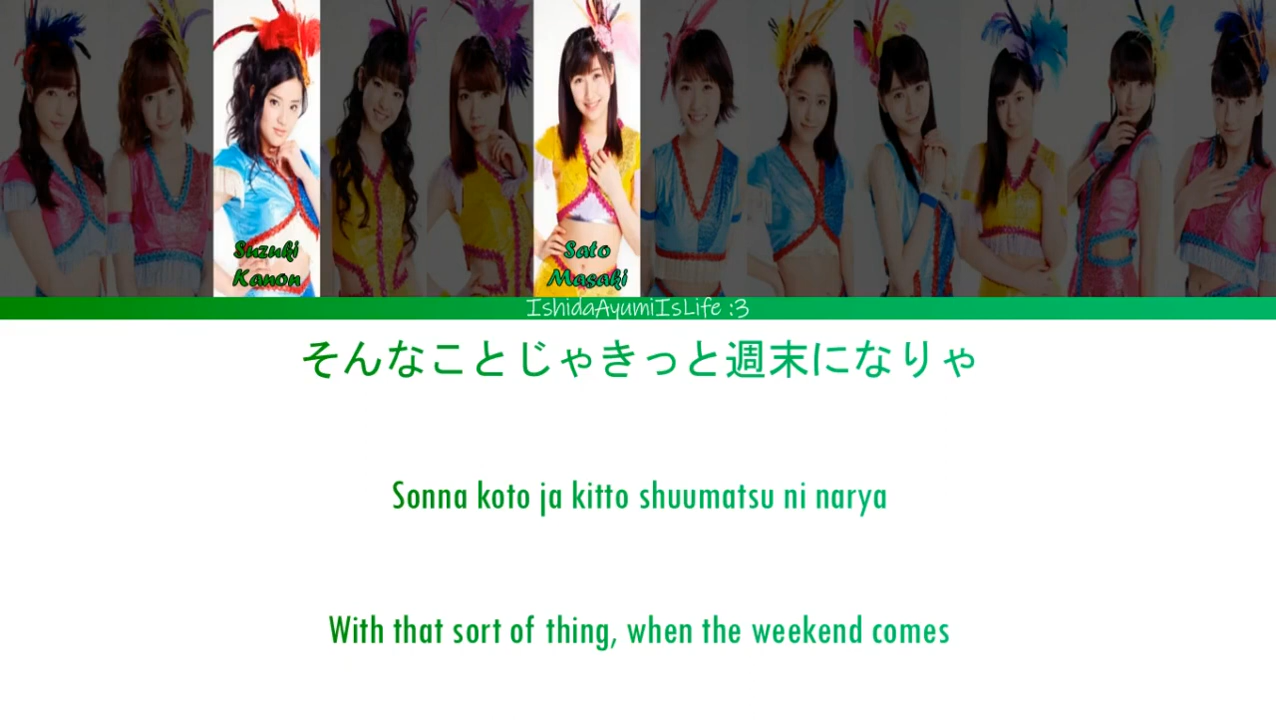 Suzuki
Kanon
Sato
Masaki
IshidaAyumiIsLife :3
そんなことじゃきっと週末になりゃ
Sonna koto ja kitto shuumatsu ni narya
With that sort of thing, when the weekend comes